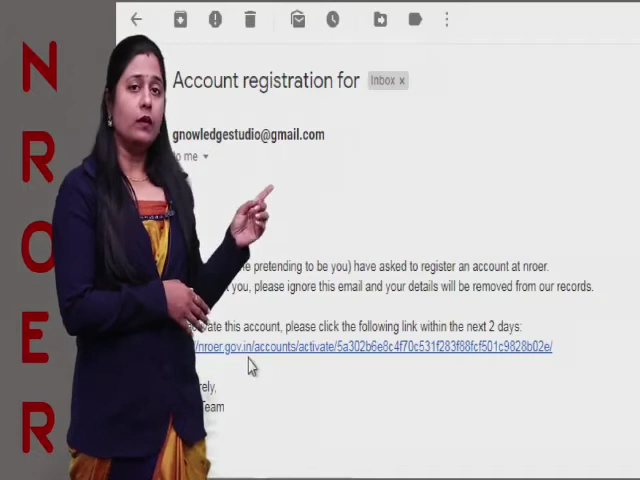 NROER
Account registration for
Inbox x
gnowledgestudio@gmail.com
to me
pretending to be you) have asked to register an account at nroer.
you, please ignore this email and your details will be removed from our records.
this account, please click the following link within the next 2 days:
/nroer.gov.in/accounts/activate/5a302b6e8c4f70c531f283f88fcf501c9828b02e/
rely,
Team